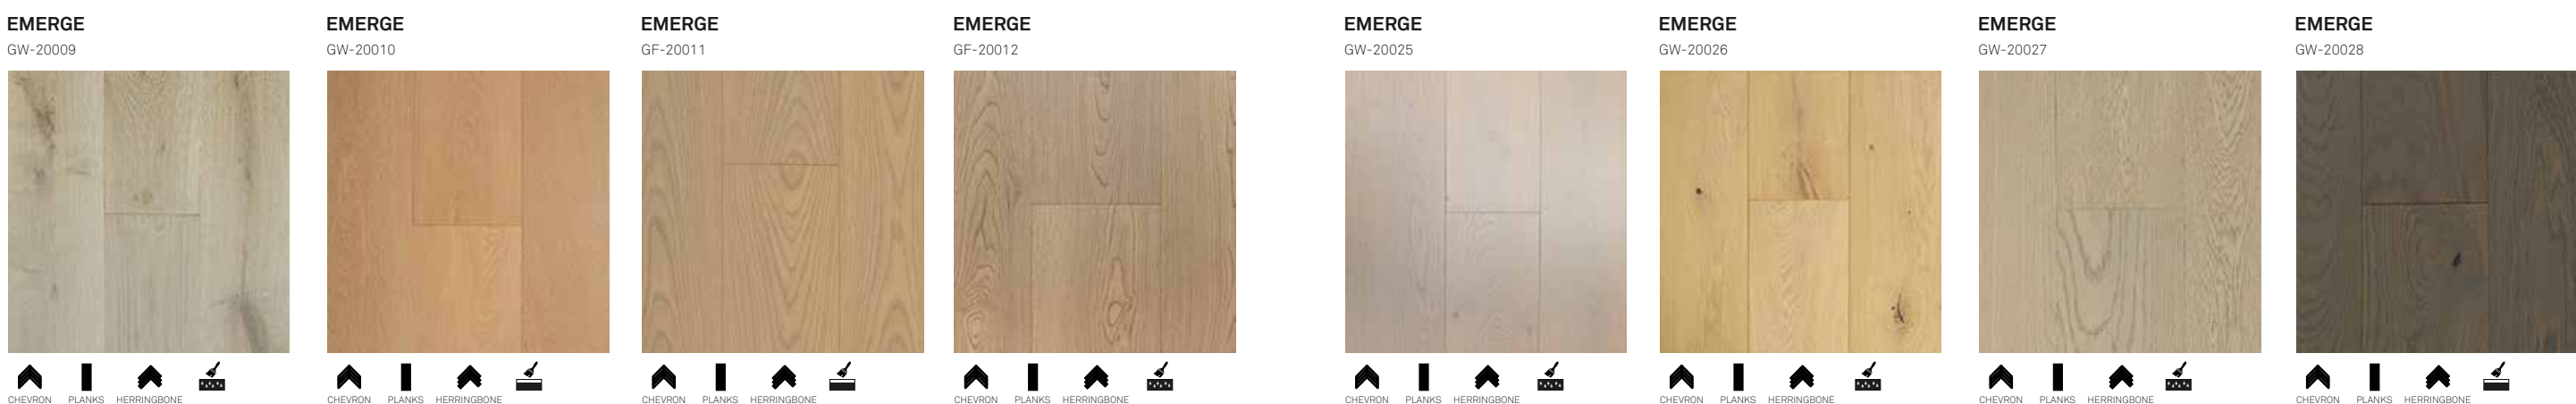 EMERGE
GW-20009
CHEVRON PLANKS HERRINGBONE
EMERGE
GW-20010
CHEVRON PLANKS HERRINGBONE
EMERGE
GF-20011
CHEVRON PLANKS HERRINGBONE
EMERGE
GF-20012
CHEVRON PLANKS HERRINGBONE
EMERGE
GW-20025
CHEVRON PLANKS HERRINGBONE
EMERGE
GW-20026
CHEVRON PLANKS HERRINGBONE
EMERGE
GW-20027
CHEVRON PLANKS HERRINGBONE
EMERGE
GW-20028
CHEVRON PLANKS HERRINGBONE